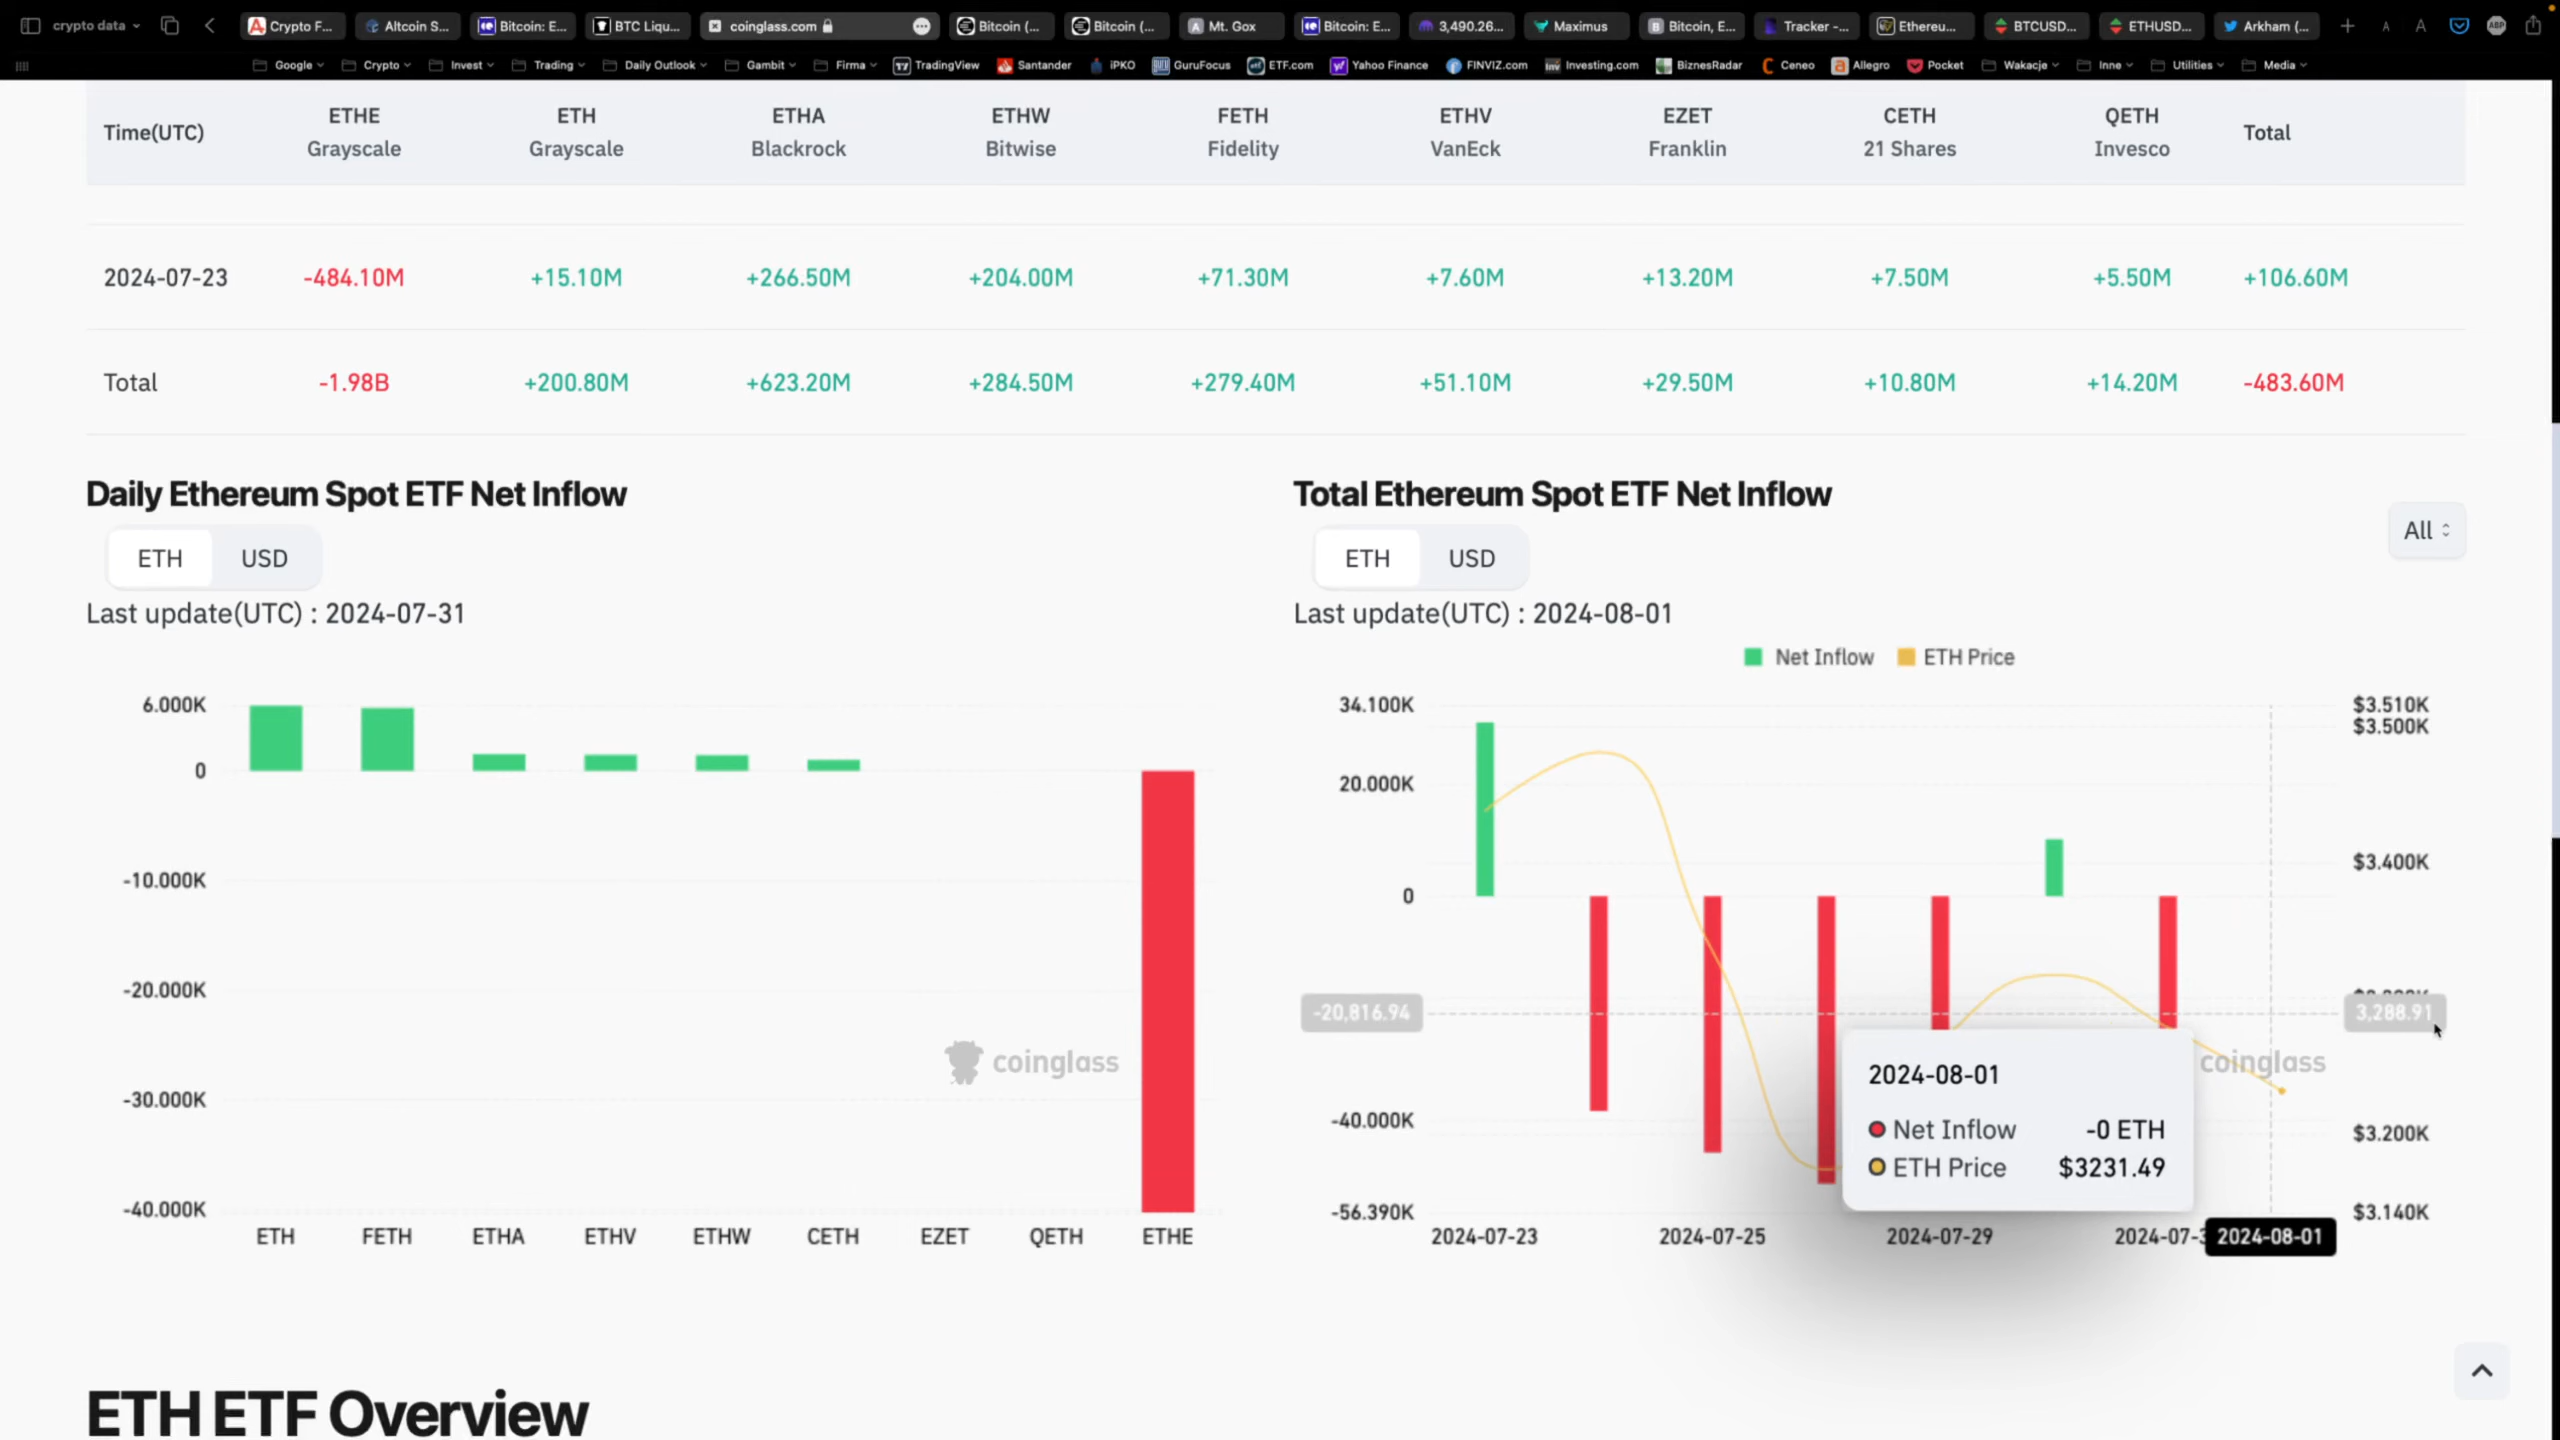 crypto data
Crypto F...
Altcoin S...
Bitcoin: E...
BTC Liqu...
coinglass.com
Bitcoin (...
Bitcoin (...
Mt. Gox
Bitcoin: E...
3,490.26...
Maximus
Bitcoin, E...
Tracker -...
Ethereu...
BTCUSD...
ETHUSD...
Arkham (...
A
A
ABP
Google
Crypto
Invest
Trading
Daily Outlook
Gambit
Firma
TradingView
Santander
iPKO
GuruFocus
ETF.com
Yahoo Finance
FINVIZ.com
Investing.com
BiznesRadar
Ceneo
Allegro
Pocket
Wakacje
Inne
Utilities
Media
Time(UTC)
ETHE
Grayscale
ETH
Grayscale
ETHA
Blackrock
ETHW
Bitwise
FETH
Fidelity
ETHV
VanEck
EZET
Franklin
CETH
21 Shares
QETH
Invesco
Total
2024-07-23 -484.10M +15.10M +266.50M +204.00M +71.30M +7.60M +13.20M +7.50M +5.50M +106.60M
Total -1.98B +200.80M +623.20M +284.50M +279.40M +51.10M +29.50M +10.80M +14.20M -483.60M
Daily Ethereum Spot ETF Net Inflow
ETH USD
Last update(UTC) : 2024-07-31
6.000K
0
-10.000K
-20.000K
-30.000K
-40.000K
ETH FETH ETHA ETHV ETHW CETH EZET QETH ETHE
coinglass
Total Ethereum Spot ETF Net Inflow
All
ETH USD
Last update(UTC) : 2024-08-01
Net Inflow ETH Price
34.100K
20.000K
0
-20,816.94
-40.000K
-56.390K
$3.510K
$3.500K
$3.400K
3,288.91
$3.200K
$3.140K
coinglass
2024-08-01
Net Inflow -0 ETH
ETH Price $3231.49
2024-07-23 2024-07-25 2024-07-29 2024-07-3 2024-08-01
ETH ETF Overview